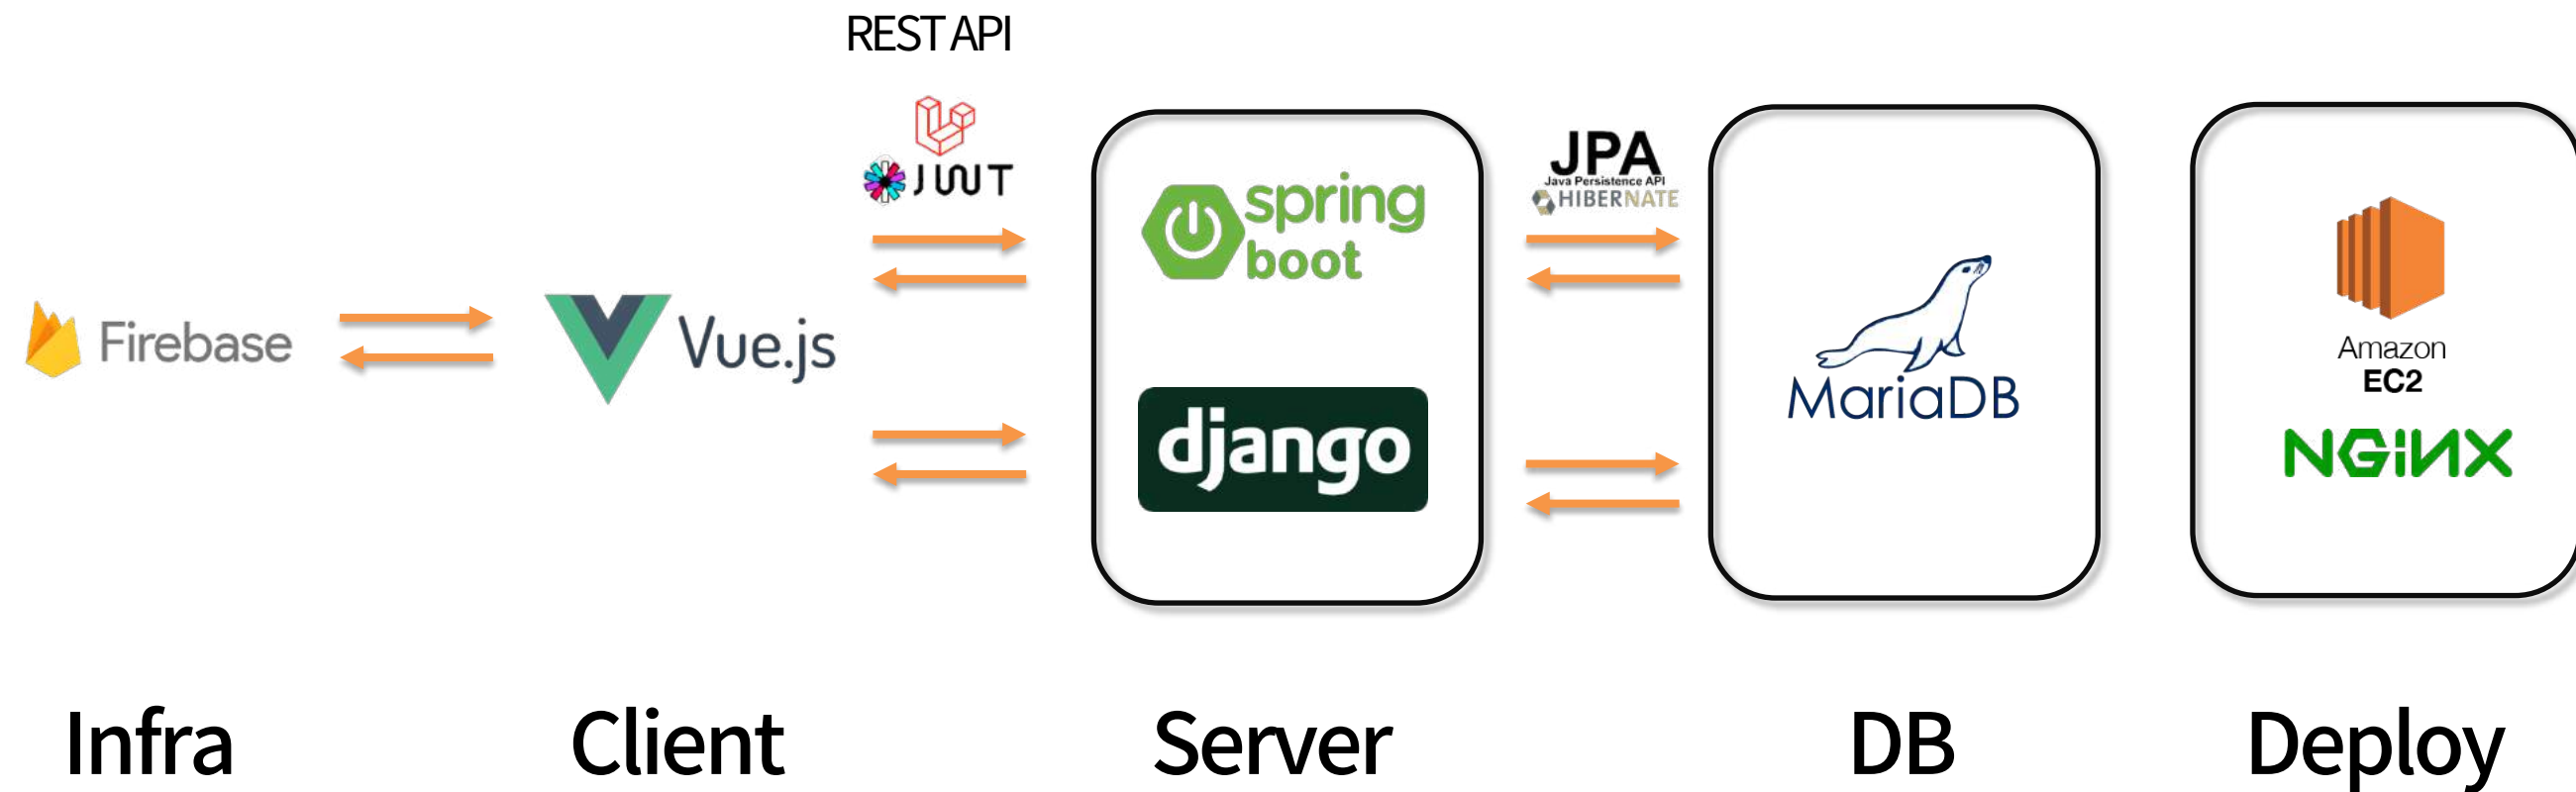 REST API
JWT
spring
boot
JPA
Java Persistence API
HIBERNATE
Firebase
Vue.js
django
MariaDB
Amazon
EC2
NGiNX
Infra
Client
Server
DB
Deploy